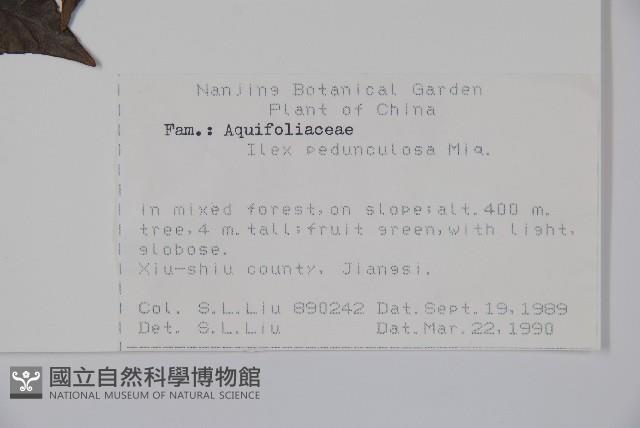 Nanjing Botanical Garden
Plant of China
Fam.: Aquifoliaceae
Ilex pedunculosa Miq.
in mixed forest,on slope;alt.400 m.
tree,4 m.tall;fruit green,with light,
globose.
Xiu-shiu county, Jiangsi.
Col. S.L.Liu 890242 Dat.Sept.19,1989
Det. S.L.Liu Dat.Mar.22,1990
國立自然科學博物館
NATIONAL MUSEUM OF NATURAL SCIENCE